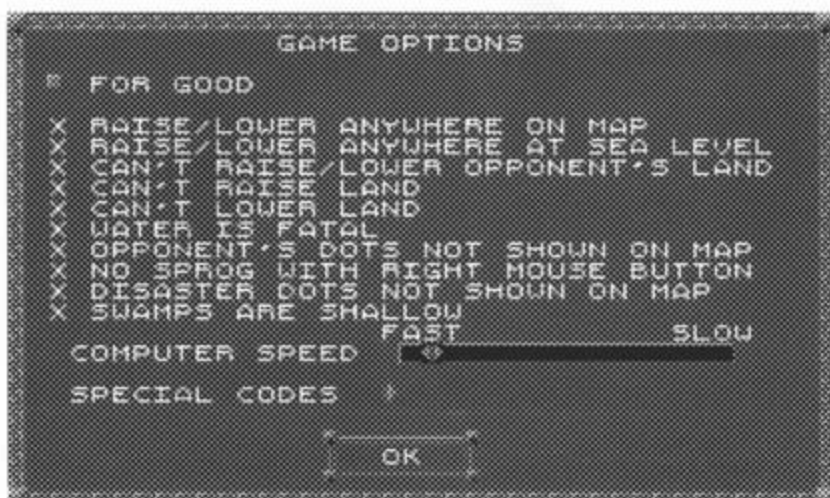 GAME OPTIONS
FOR GOOD
X RAISE/LOWER ANYWHERE ON MAP
X RAISE/LOWER ANYWHERE AT SEA LEVEL
X CAN'T RAISE/LOWER OPPONENT'S LAND
X CAN'T RAISE LAND
X CAN'T LOWER LAND
X WATER IS FATAL
X OPPONENT'S DOTS NOT SHOWN ON MAP
X NO SPROG WITH RIGHT MOUSE BUTTON
X DISASTER DOTS NOT SHOWN ON MAP
X SWAMPS ARE SHALLOW
FAST SLOW
COMPUTER SPEED
SPECIAL CODES
OK